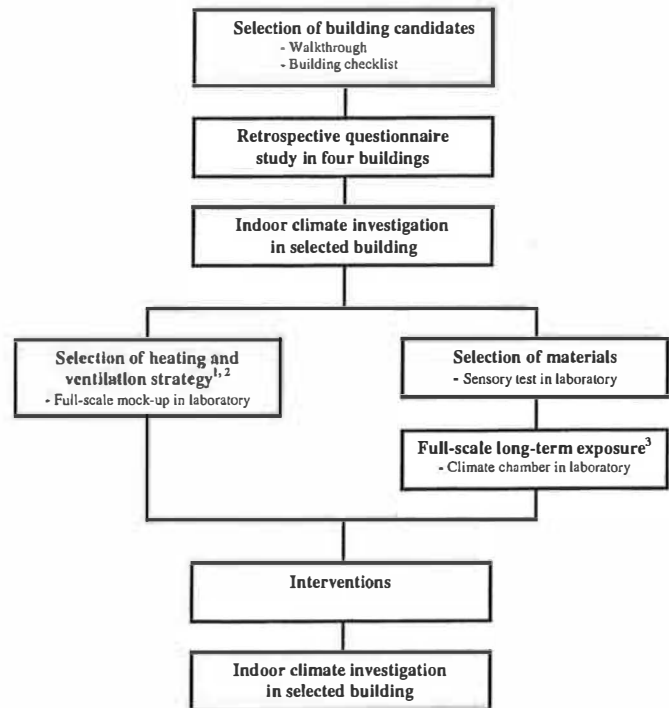 Selection of building candidates
- Walkthrough
- Building checklist
Retrospective questionnaire
study in four buildings
Indoor climate investigation
in selected building
Selection of heating and
ventilation strategy1, 2
- Full-scale mock-up in laboratory
Selection of materials
- Sensory test in laboratory
Full-scale long-term exposure3
- Climate chamber in laboratory
Interventions
Indoor climate investigation
in selected building